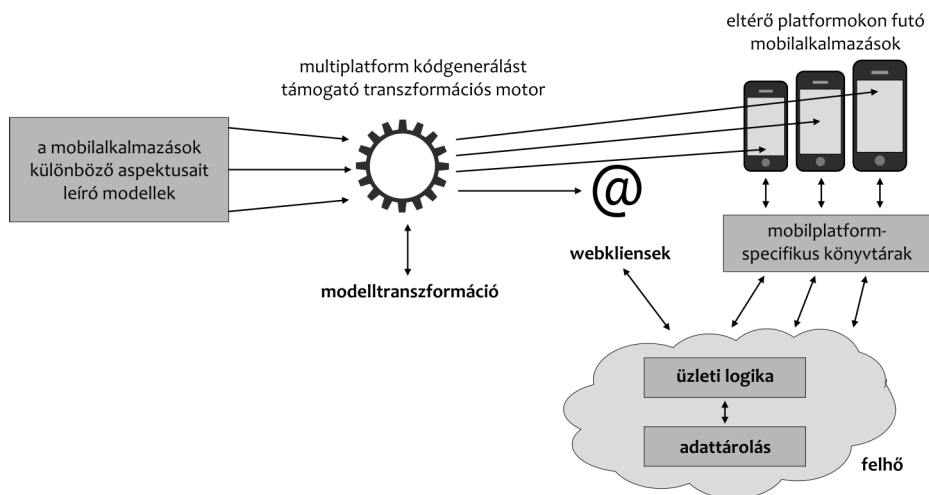 eltérő platformokon futó
mobilalkalmazások
multiplatform kódgenerálást
támogató transzformációs motor
a mobilalkalmazások
különböző aspektusait
leíró modellek
@
webkliensek
mobilplatform-
specifikus könyvtárak
modelltranszformáció
üzleti logika
adattárolás
felhő